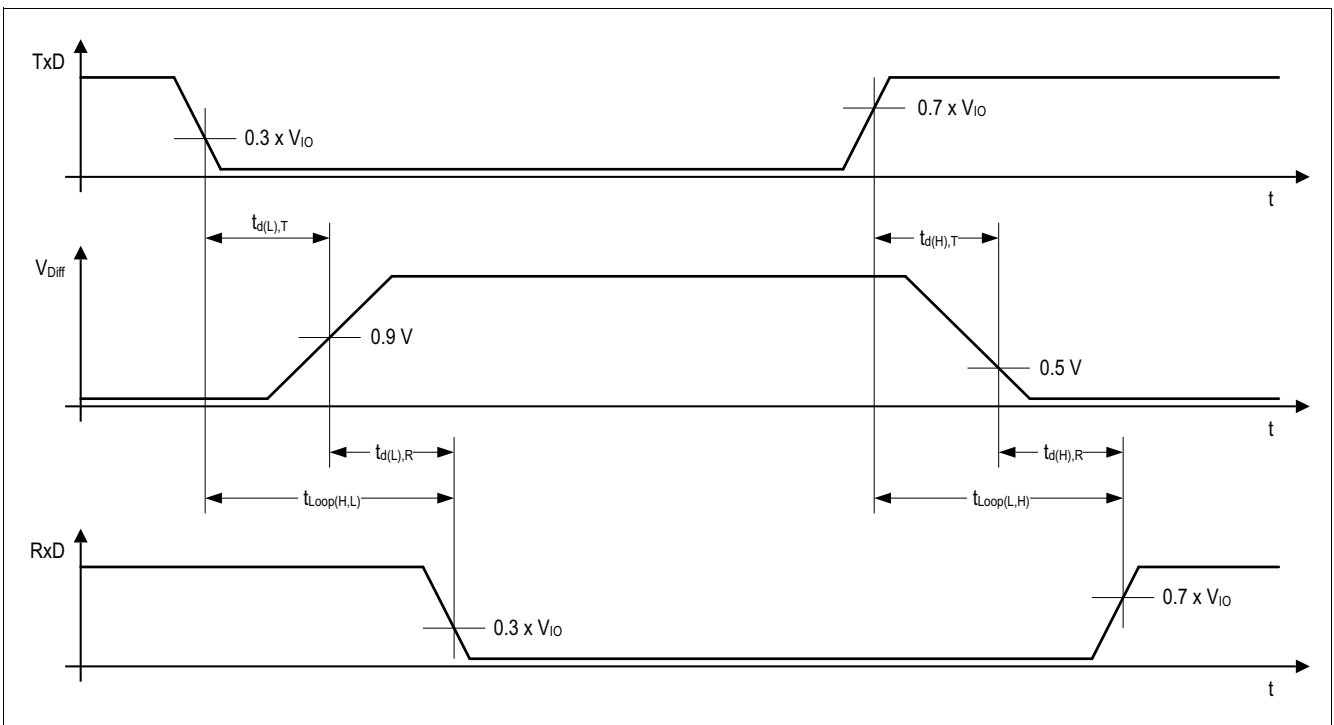 TxD
0.3 x VIO
0.7 x VIO
t
td(L),T
td(H),T
VDiff
0.9 V
0.5 V
t
td(L),R
td(H),R
tLoop(H,L)
tLoop(L,H)
RxD
0.3 x VIO
0.7 x VIO
t